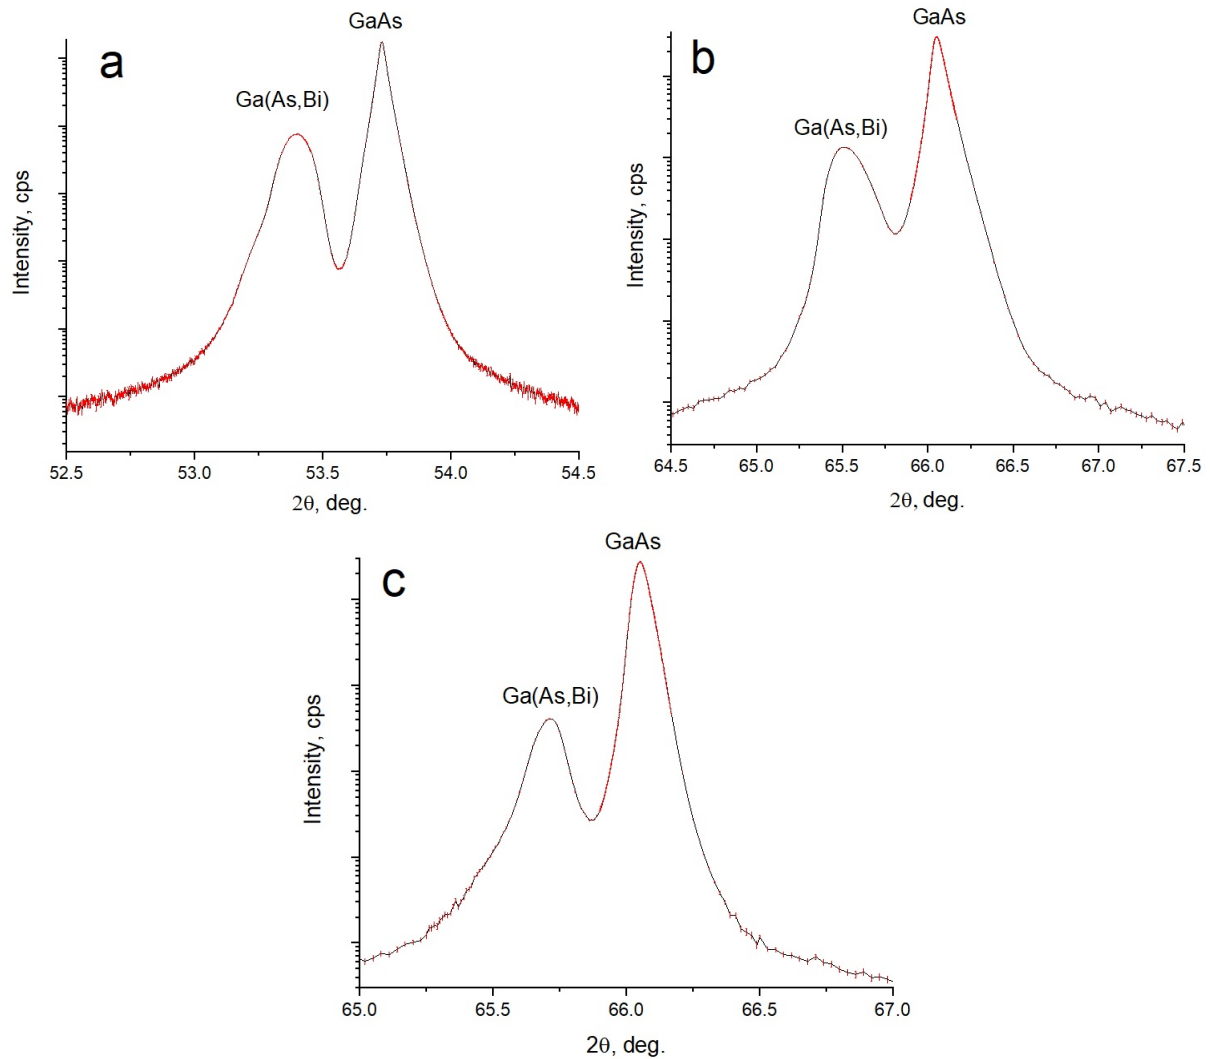 GaAs
a
Ga(As,Bi)
Intensity, cps
52.5 53.0 53.5 54.0 54.5
2θ, deg.
GaAs
b
Ga(As,Bi)
Intensity, cps
64.5 65.0 65.5 66.0 66.5 67.0 67.5
2θ, deg.
GaAs
c
Ga(As,Bi)
Intensity, cps
65.0 65.5 66.0 66.5 67.0
2θ, deg.